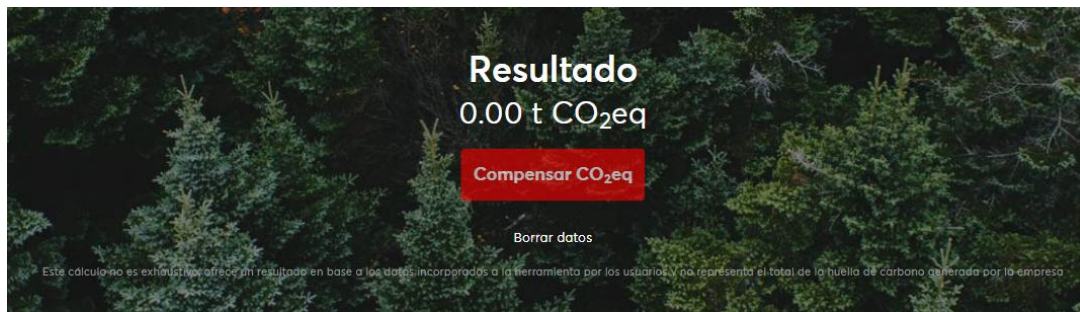 Resultado
0.00 t CO₂eq
Compensar CO₂eq
Borrar datos
Este cálculo no es exhaustivo, ofrece un resultado en base a los datos incorporados a la herramienta por los usuarios y no representa el total de la huella de carbono generada por la empresa